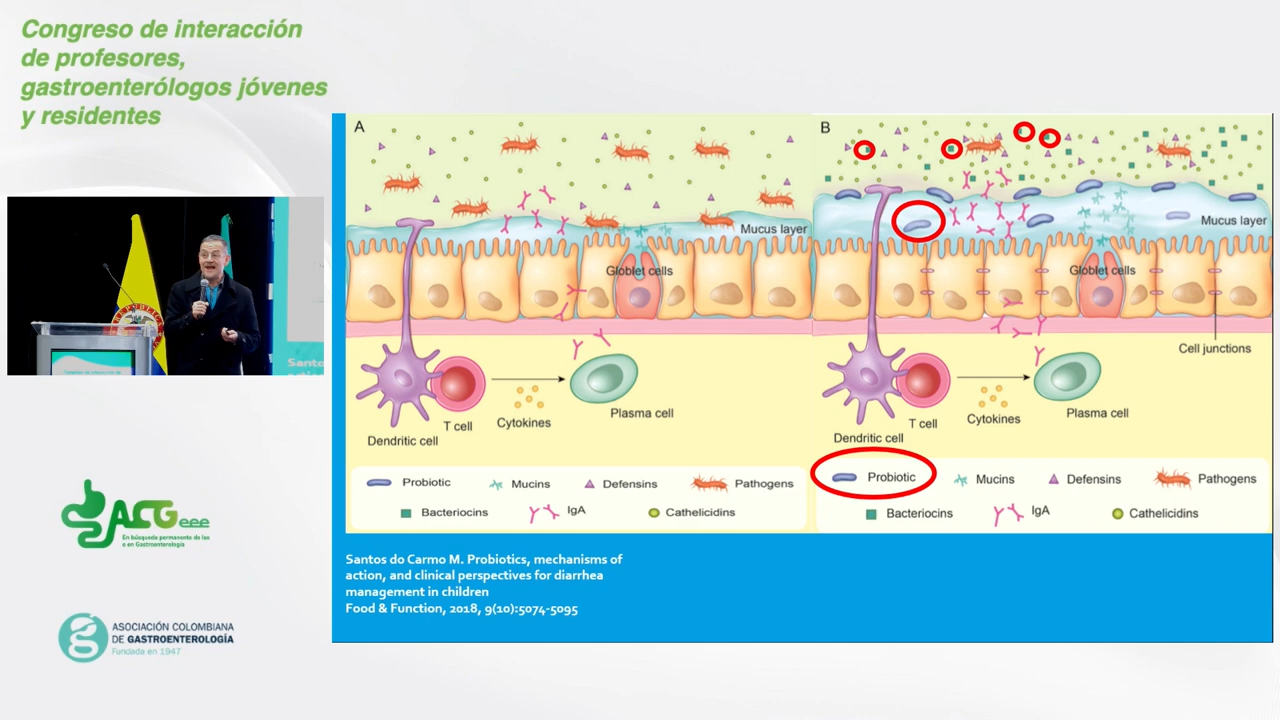 Congreso de interacción
de profesores,
gastroenterólogos jóvenes
y residentes
A
Mucus layer
Globlet cells
Dendritic cell
T cell
Cytokines
Plasma cell
Probiotic
Mucins
Defensins
Pathogens
Bacteriocins
IgA
Cathelicidins
B
Mucus layer
Globlet cells
Cell junctions
Dendritic cell
T cell
Cytokines
Plasma cell
Probiotic
Mucins
Defensins
Pathogens
Bacteriocins
IgA
Cathelicidins
Santos do Carmo M. Probiotics, mechanisms of
action, and clinical perspectives for diarrhea
management in children
Food & Function, 2018, 9(10):5074-5095
Santo
ACGeee
En búsqueda permanente de las
e en Gastroenterología
ASOCIACIÓN COLOMBIANA
DE GASTROENTEROLOGÍA
Fundada en 1947